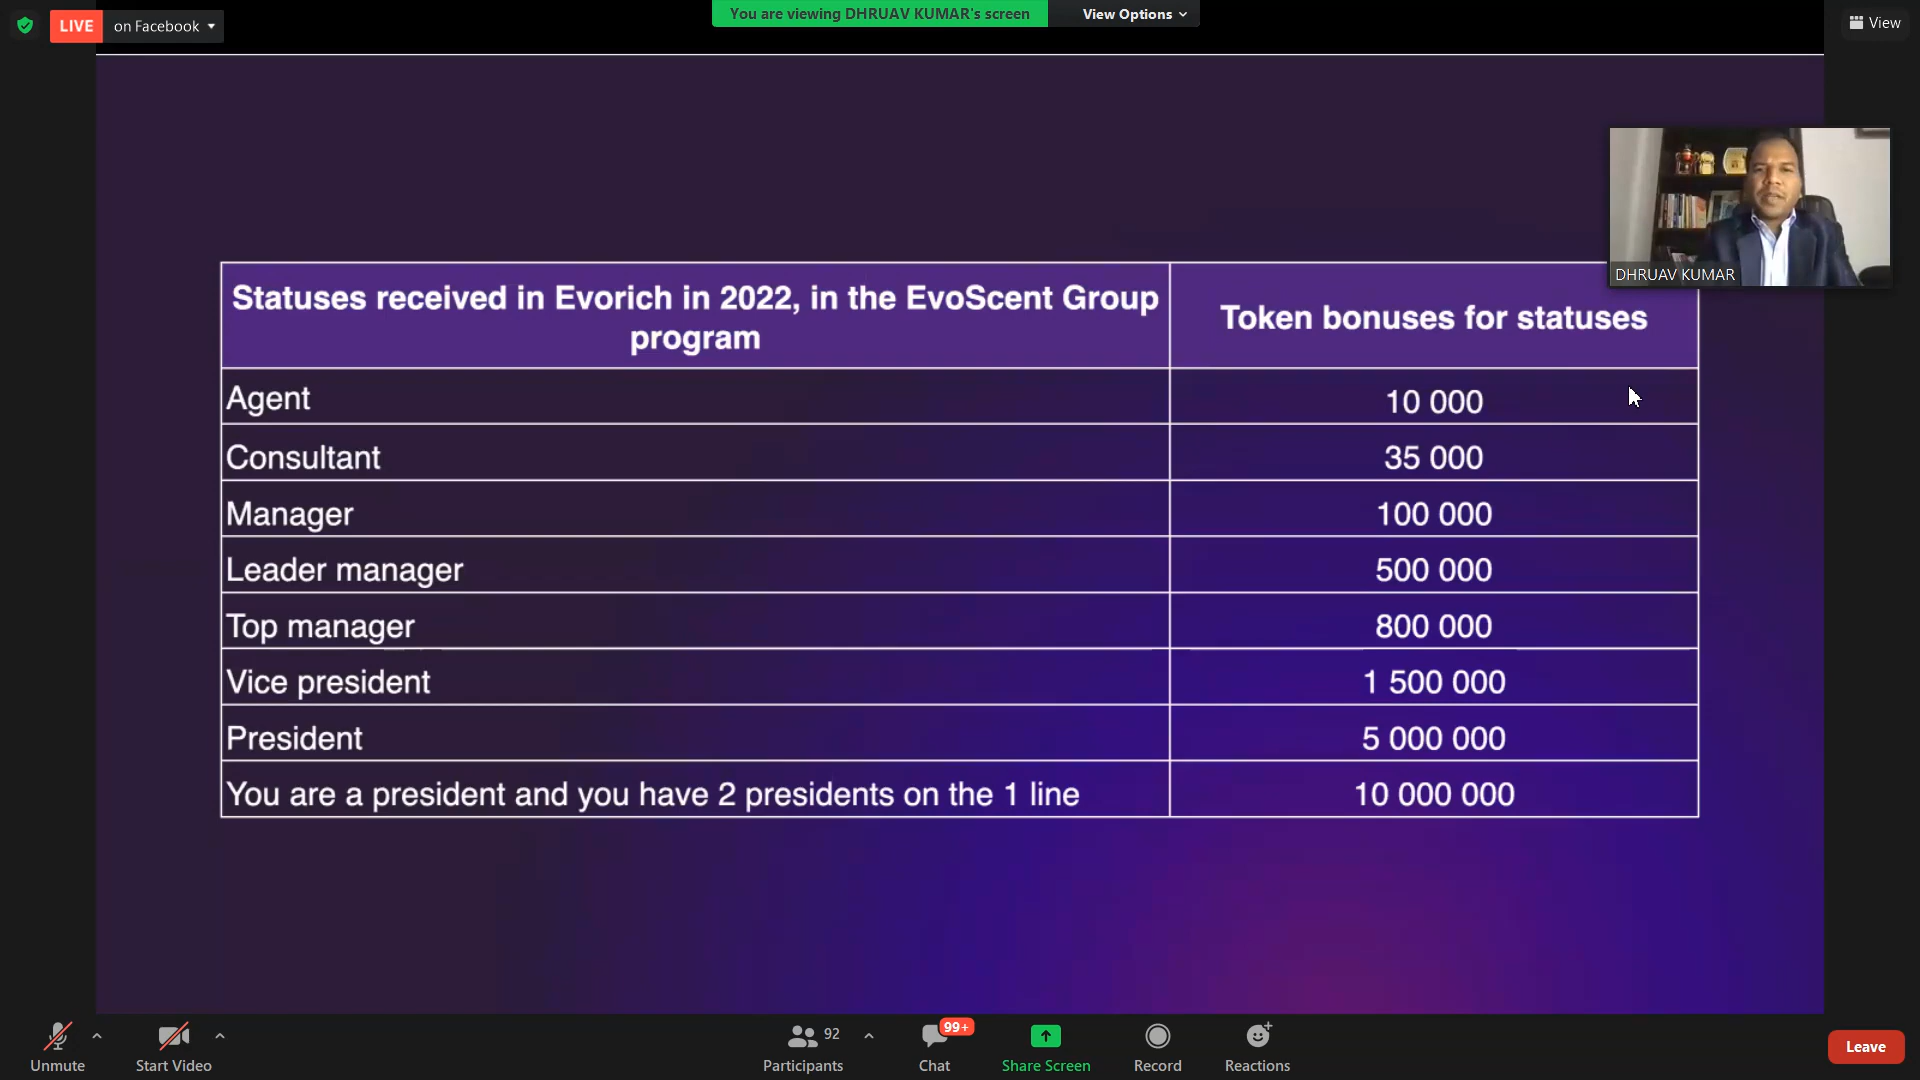 LIVE on Facebook
You are viewing DHRUAV KUMAR's screen View Options
View
DHRUAV KUMAR
Statuses received in Evorich in 2022, in the EvoScent Group
program
Token bonuses for statuses
Agent 10 000
Consultant 35 000
Manager 100 000
Leader manager 500 000
Top manager 800 000
Vice president 1 500 000
President 5 000 000
You are a president and you have 2 presidents on the 1 line 10 000 000
92
99+
Unmute Start Video Participants Chat Share Screen Record Reactions
Leave